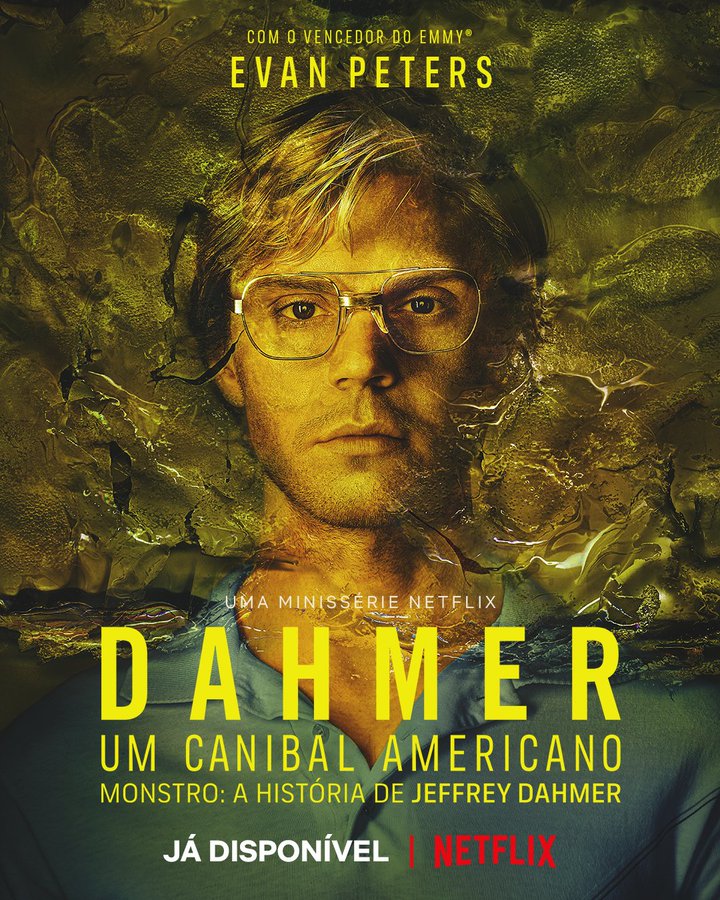 COM O VENCEDOR DO EMMY®
EVAN PETERS
UMA MINISSÉRIE NETFLIX
DAHMER
UM CANIBAL AMERICANO
MONSTRO: A HISTÓRIA DE JEFFREY DAHMER
JÁ DISPONÍVEL | NETFLIX